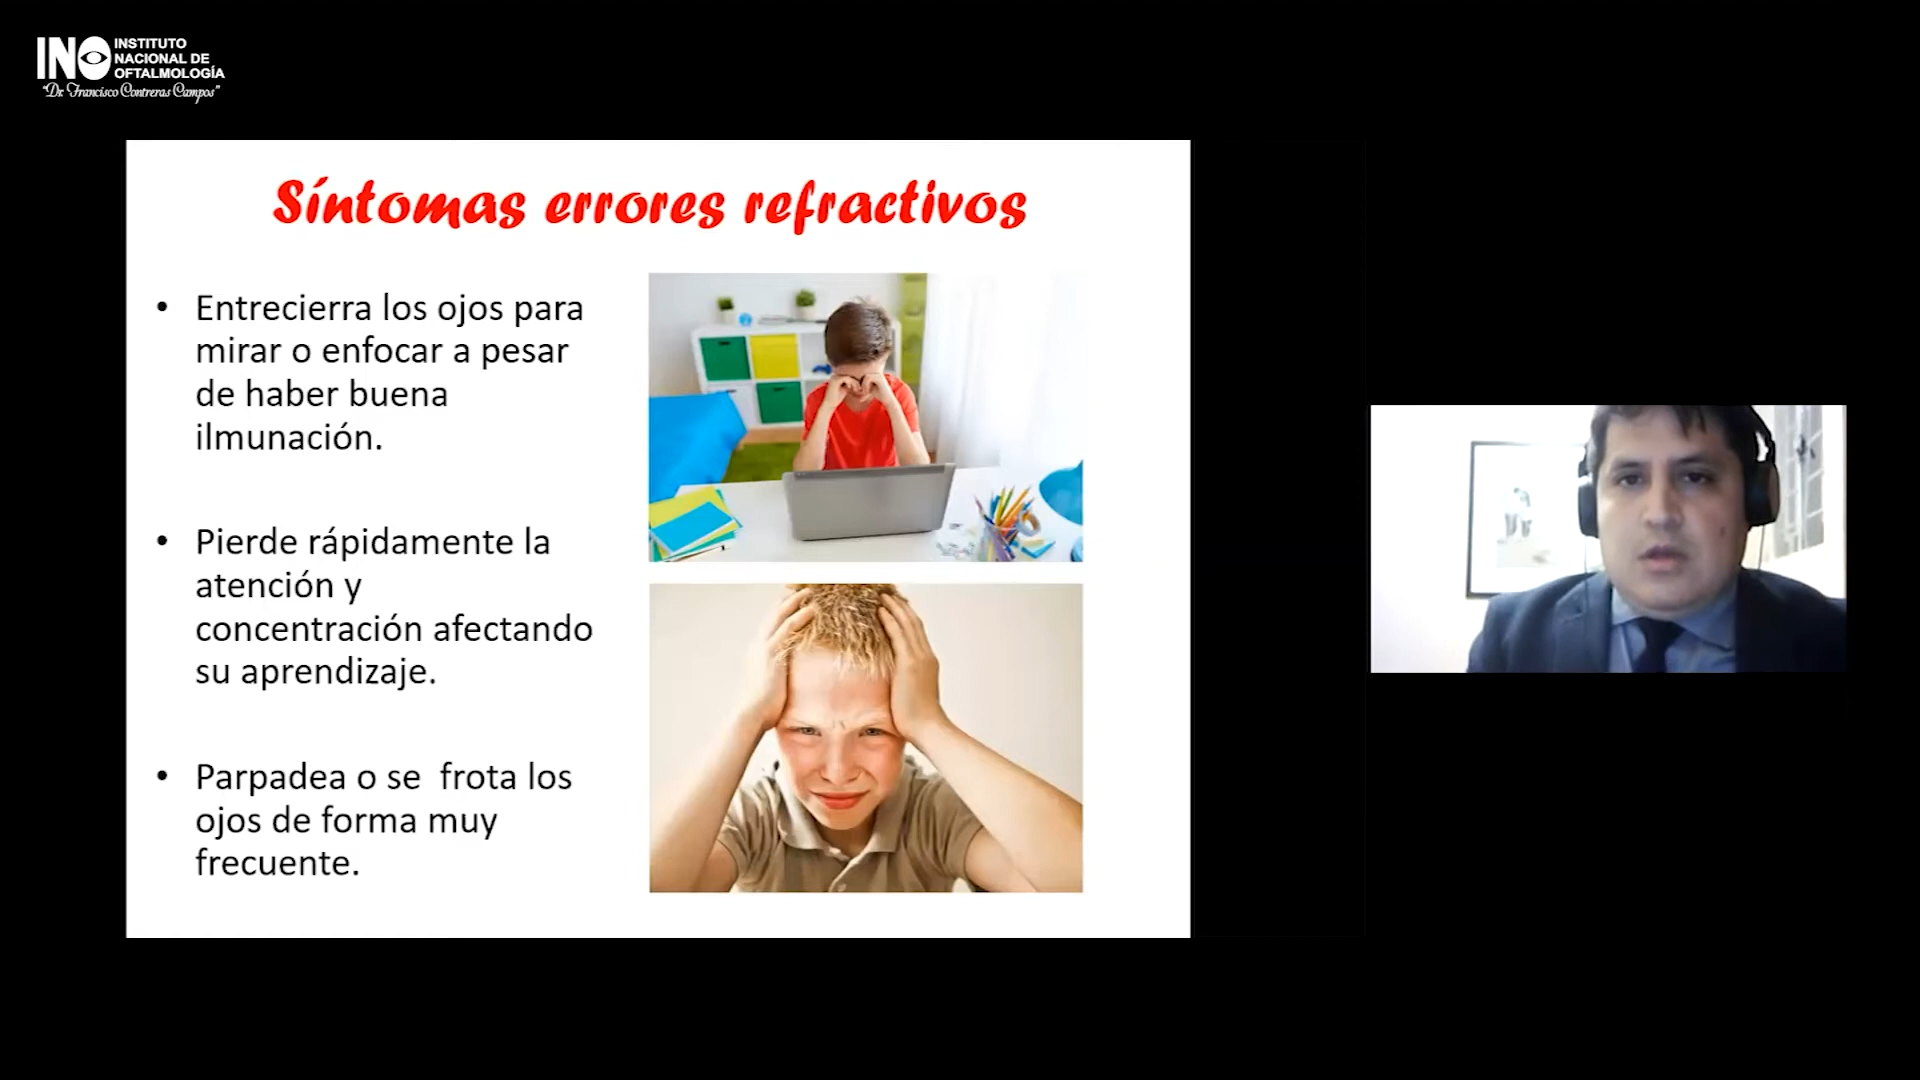 INO INSTITUTO
NACIONAL DE
OFTALMOLOGÍA
"Dr. Francisco Contreras Campos"
Síntomas errores refractivos
• Entrecierra los ojos para
mirar o enfocar a pesar
de haber buena
ilmunación.
• Pierde rápidamente la
atención y
concentración afectando
su aprendizaje.
• Parpadea o se frota los
ojos de forma muy
frecuente.